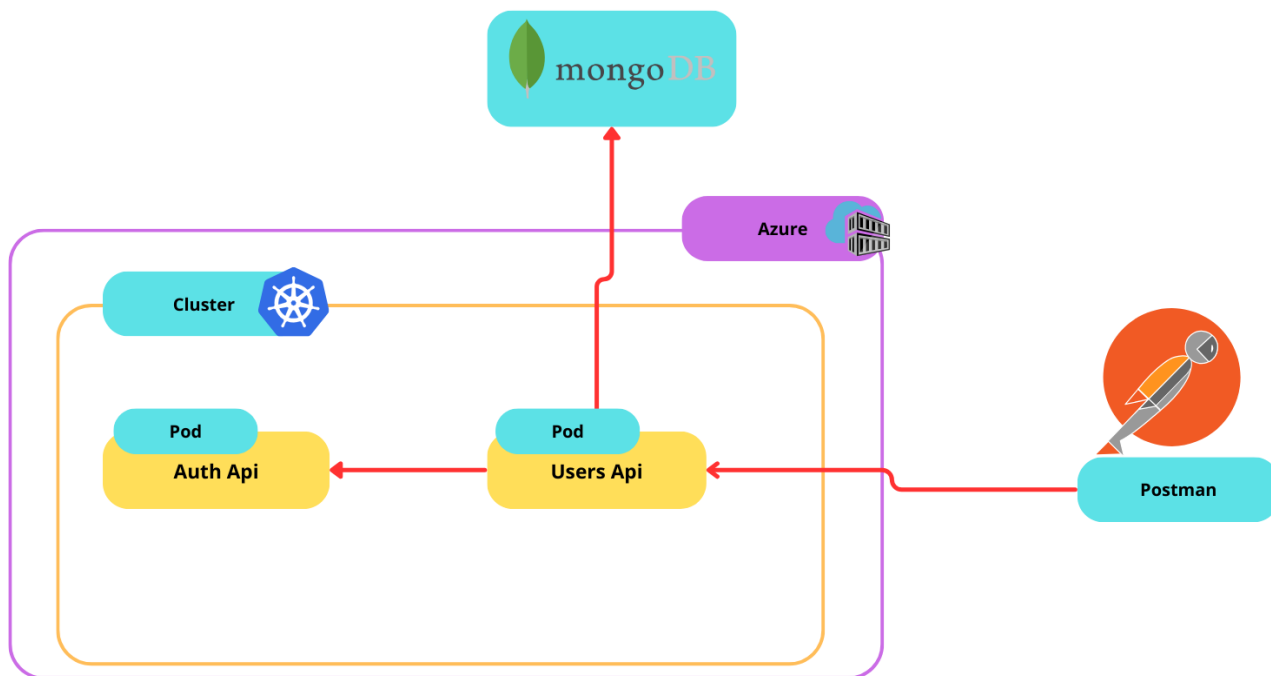 mongoDB
Azure
Cluster
Pod
Auth Api
Pod
Users Api
Postman